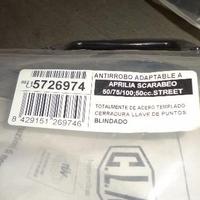 ANTIRROBO ADAPTABLE A
5726974
APRILIA SCARABEO
50/75/100;50cc.STREET
TOTALMENTE DE ACERO TEMPLADO
CERRADURA LLAVE DE PUNTOS
BLINDADO
8 429151 269746